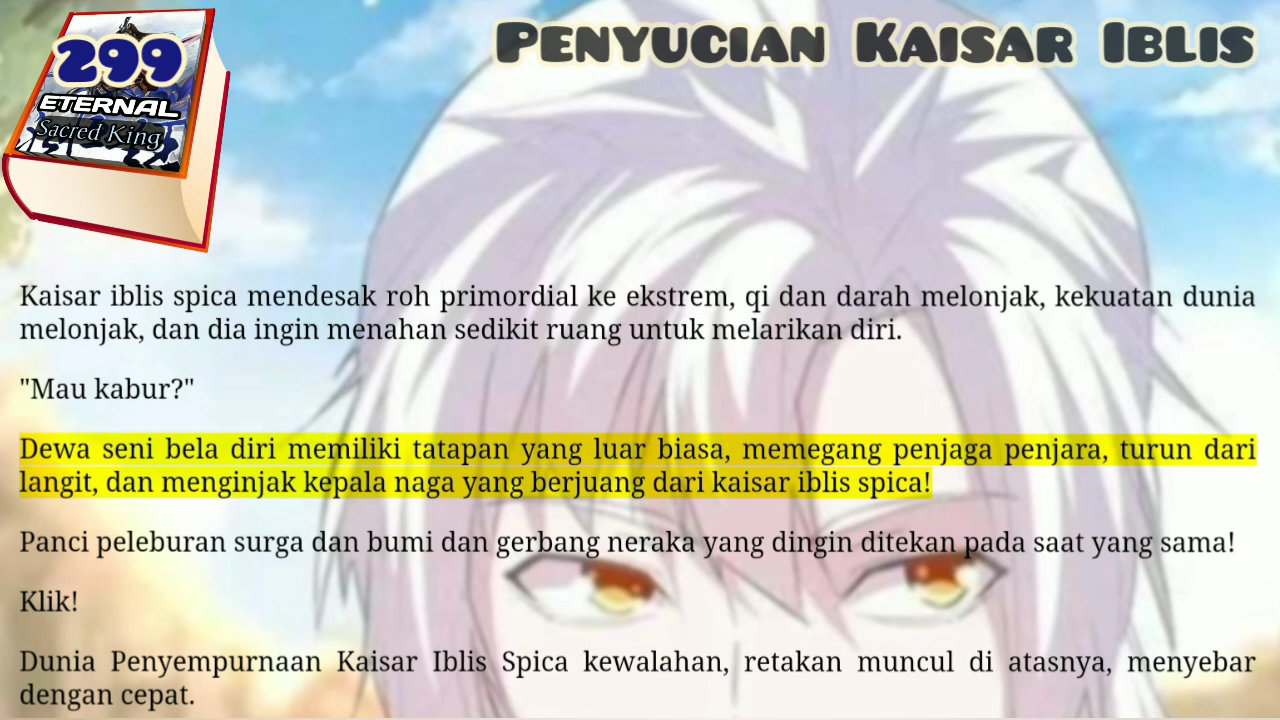 299
ETERNAL
Sacred King
Penyucian Kaisar Iblis
Kaisar iblis spica mendesak roh primordial ke ekstrem, qi dan darah melonjak, kekuatan dunia
melonjak, dan dia ingin menahan sedikit ruang untuk melarikan diri.
"Mau kabur?"
Dewa seni bela diri memiliki tatapan yang luar biasa, memegang penjaga penjara, turun dari
langit, dan menginjak kepala naga yang berjuang dari kaisar iblis spica!
Panci peleburan surga dan bumi dan gerbang neraka yang dingin ditekan pada saat yang sama!
Klik!
Dunia Penyempurnaan Kaisar Iblis Spica kewalahan, retakan muncul di atasnya, menyebar
dengan cepat.